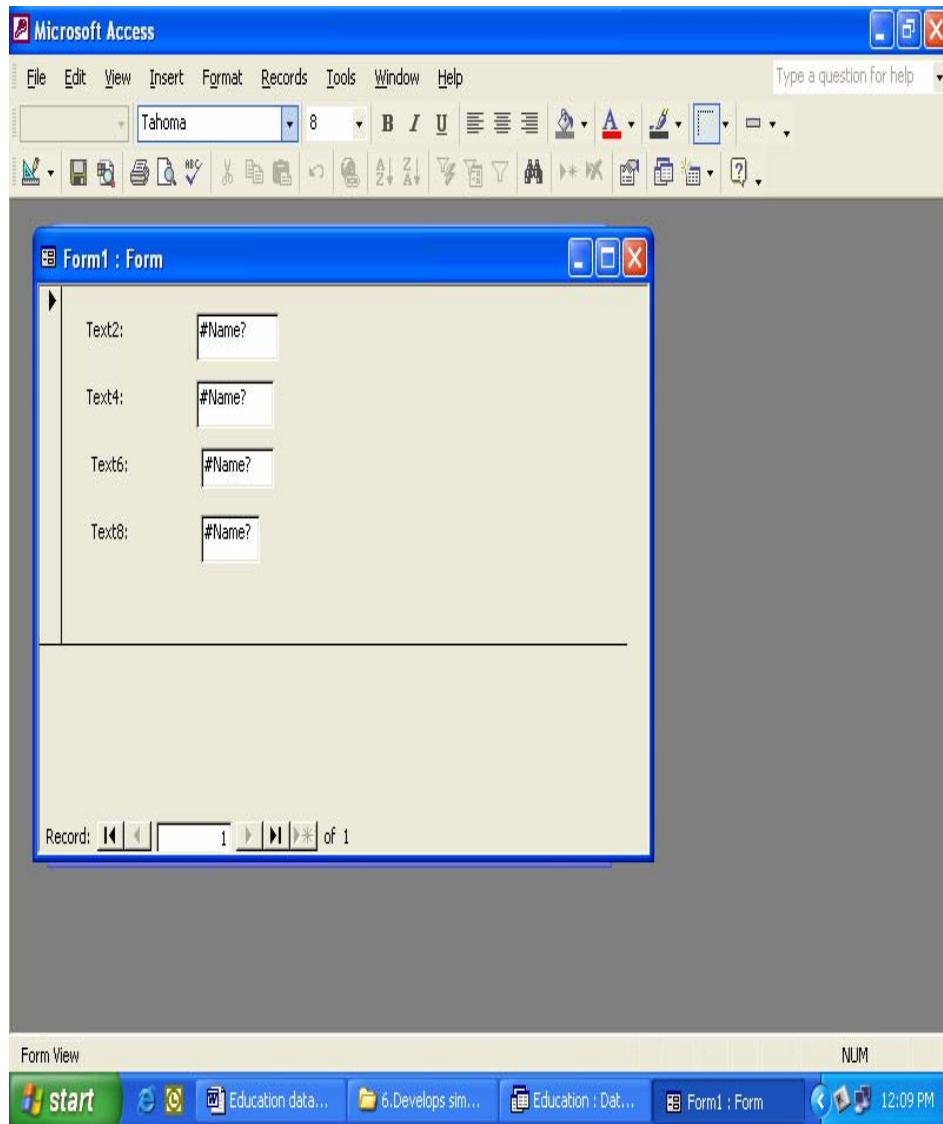 Microsoft Access
File Edit View Insert Format Records Tools Window Help Type a question for help
Tahoma 8 B I U A
ABC A Z Z A
Form1 : Form
Text2: #Name?
Text4: #Name?
Text6: #Name?
Text8: #Name?
Record: 1 of 1
Form View NUM
start Education data... 6.Develops sim... Education : Dat... Form1 : Form 12:09 PM